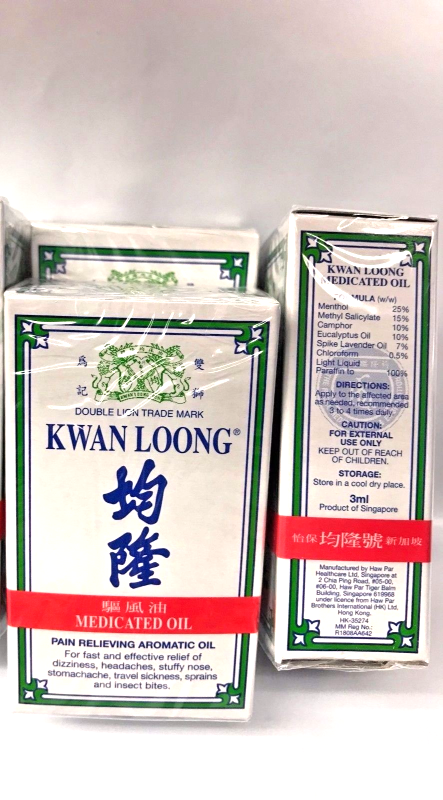 為 雙
記 獅
DOUBLE LION TRADE MARK
KWAN LOONG®
均
隆
驅風油
MEDICATED OIL
PAIN RELIEVING AROMATIC OIL
For fast and effective relief of
dizziness, headaches, stuffy nose,
stomachache, travel sickness, sprains
and insect bites.
KWAN LOONG
MEDICATED OIL
FORMULA (w/w)
Menthol 25%
Methyl Salicylate 15%
Camphor 10%
Eucalyptus Oil 10%
Spike Lavender Oil 7%
Chloroform 0.5%
Light Liquid
Paraffin to 100%
DIRECTIONS:
Apply to the affected area
as needed, recommended
3 to 4 times daily.
CAUTION:
FOR EXTERNAL
USE ONLY
KEEP OUT OF REACH
OF CHILDREN.
STORAGE:
Store in a cool dry place.
3ml
Product of Singapore
怡保均隆號新加坡
Manufactured by Haw Par
Healthcare Ltd, Singapore at
2 Chia Ping Road, #05-00,
#06-00, Haw Par Tiger Balm
Building, Singapore 619968
under licence from Haw Par
Brothers International (HK) Ltd,
Hong Kong.
HK-35274
MM Reg No.:
R1808AA642